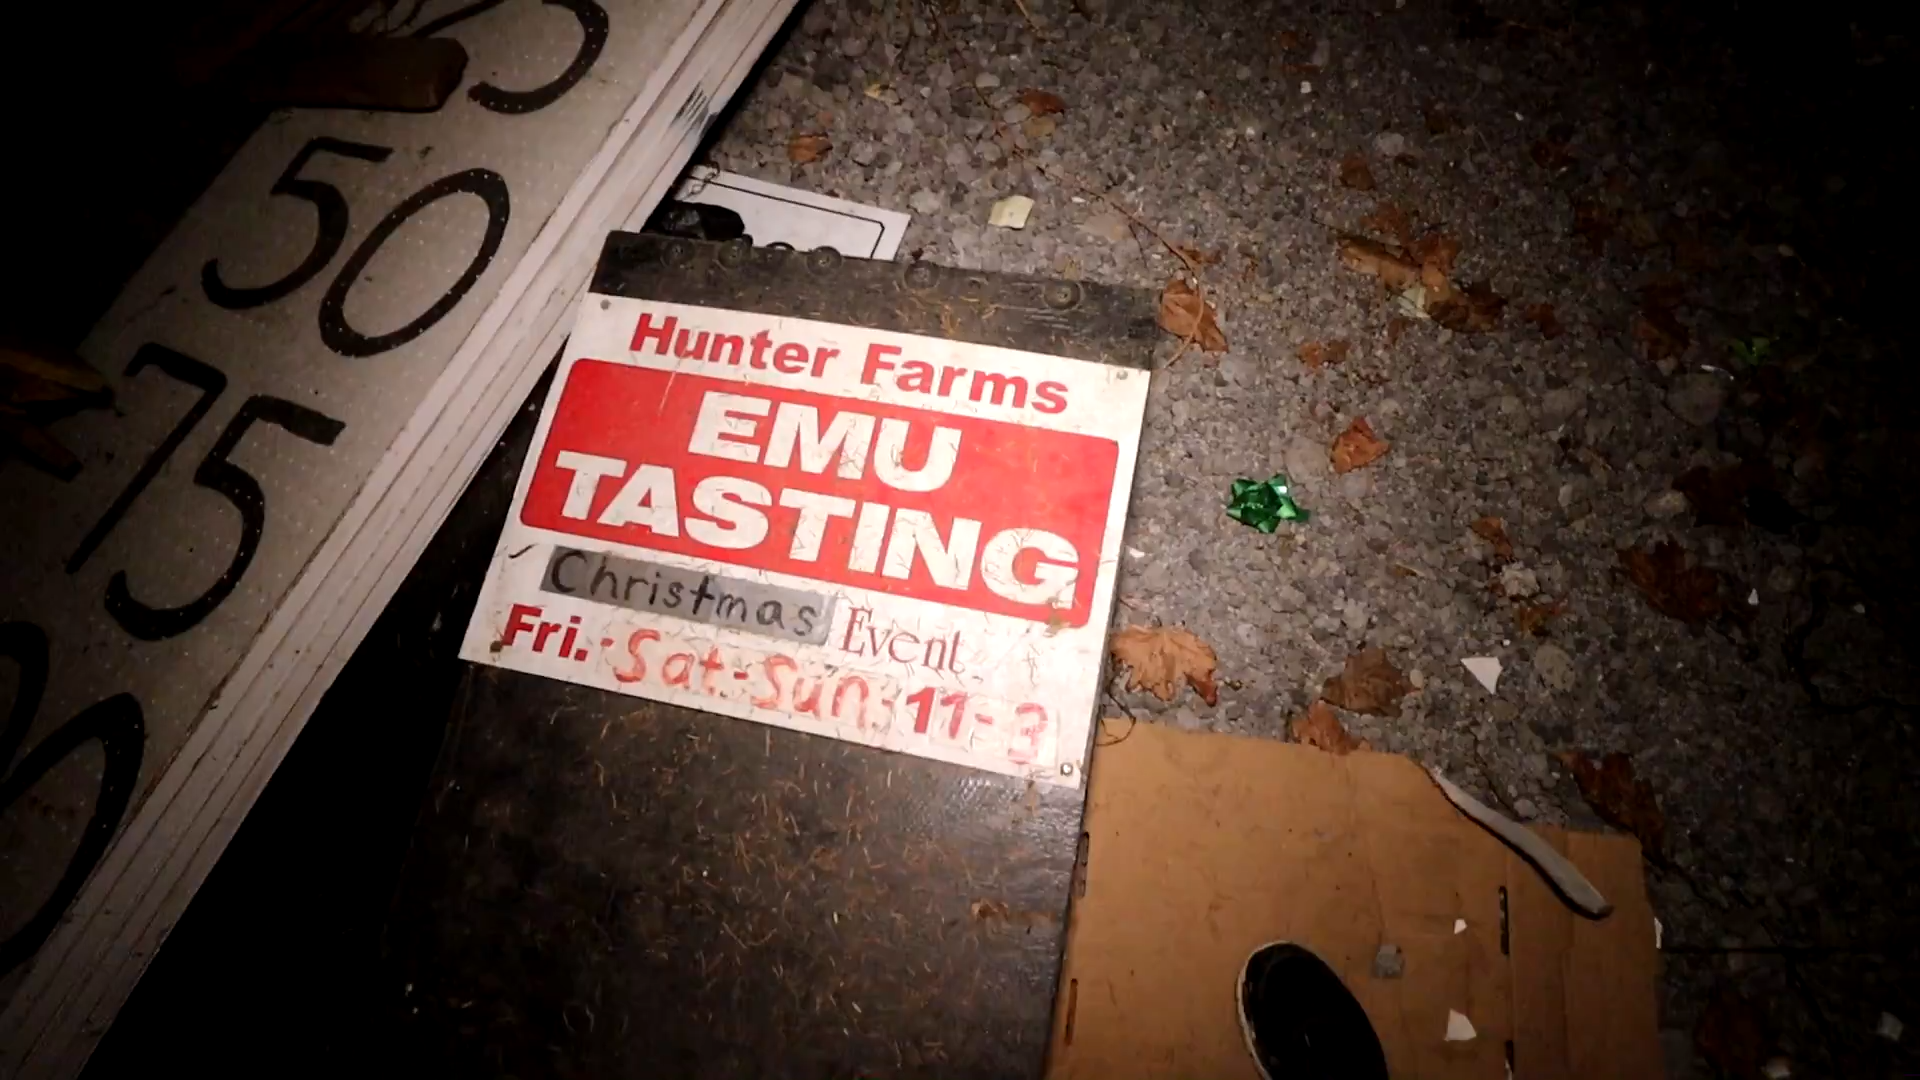 50
75
Hunter Farms
EMU
TASTING
Christmas Event
Fri.-Sat-Sun 11-3